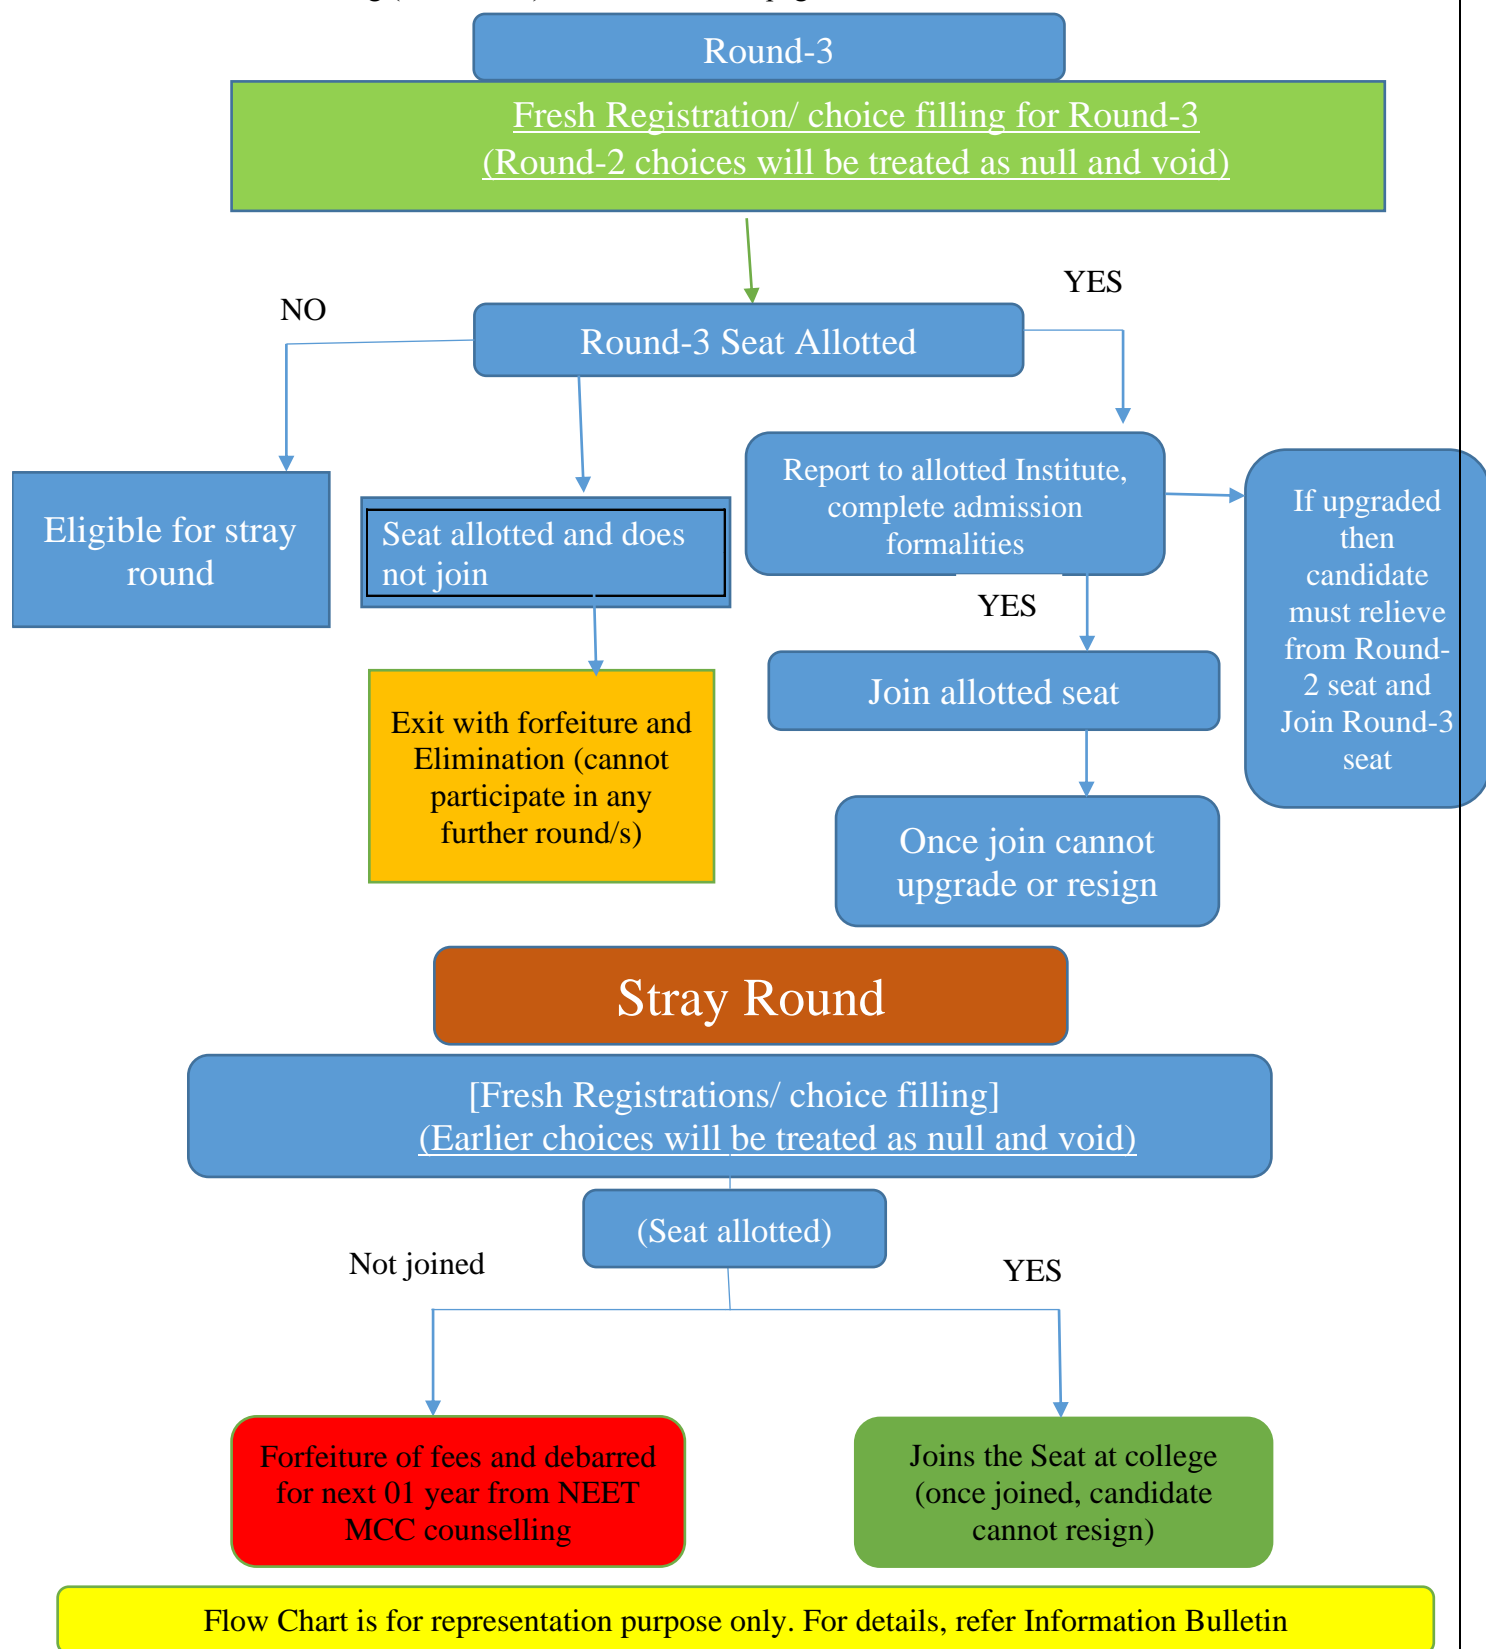 Round-3
Fresh Registration/ choice filling for Round-3
(Round-2 choices will be treated as null and void)
NO
YES
Round-3 Seat Allotted
Eligible for stray
round
Seat allotted and does
not join
Report to allotted Institute,
complete admission
formalities
If upgraded
then
candidate
must relieve
from Round-
2 seat and
Join Round-3
seat
YES
Join allotted seat
Exit with forfeiture and
Elimination (cannot
participate in any
further round/s)
Once join cannot
upgrade or resign
Stray Round
[Fresh Registrations/ choice filling]
(Earlier choices will be treated as null and void)
(Seat allotted)
Not joined
YES
Forfeiture of fees and debarred
for next 01 year from NEET
MCC counselling
Joins the Seat at college
(once joined, candidate
cannot resign)
Flow Chart is for representation purpose only. For details, refer Information Bulletin